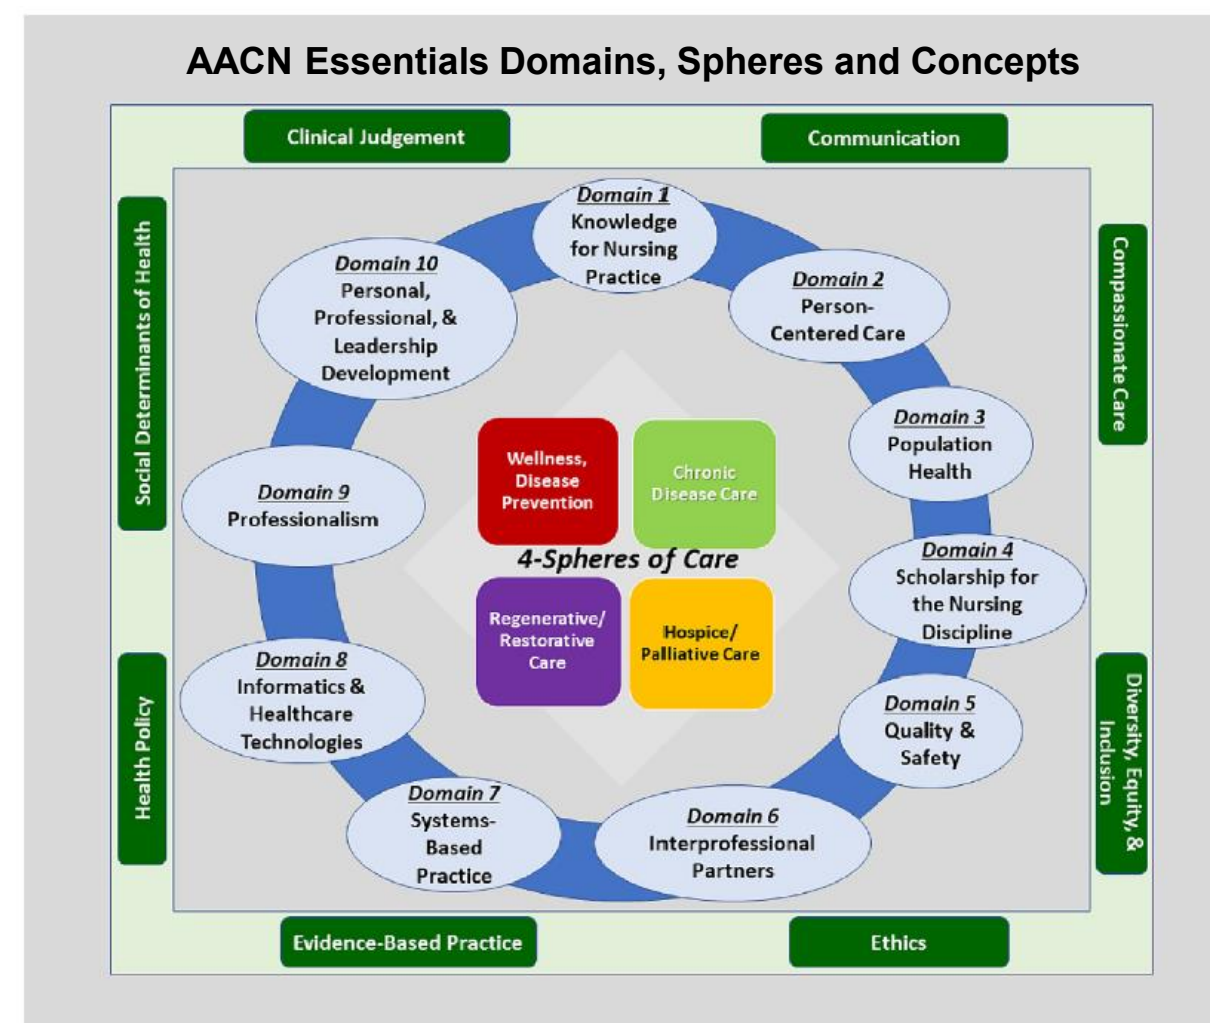 AACN Essentials Domains, Spheres and Concepts
Clinical Judgement
Communication
Social Determinants of Health
Compassionate Care
Domain 1
Knowledge
for Nursing
Practice
Domain 2
Person-
Centered Care
Domain 3
Population
Health
Domain 4
Scholarship for
the Nursing
Discipline
Domain 5
Quality &
Safety
Domain 6
Interprofessional
Partners
Domain 7
Systems-
Based
Practice
Domain 8
Informatics &
Healthcare
Technologies
Domain 9
Professionalism
Domain 10
Personal,
Professional, &
Leadership
Development
Wellness,
Disease
Prevention
Chronic
Disease Care
4-Spheres of Care
Regenerative/
Restorative
Care
Hospice/
Palliative Care
Health Policy
Diversity, Equity, &
Inclusion
Evidence-Based Practice
Ethics